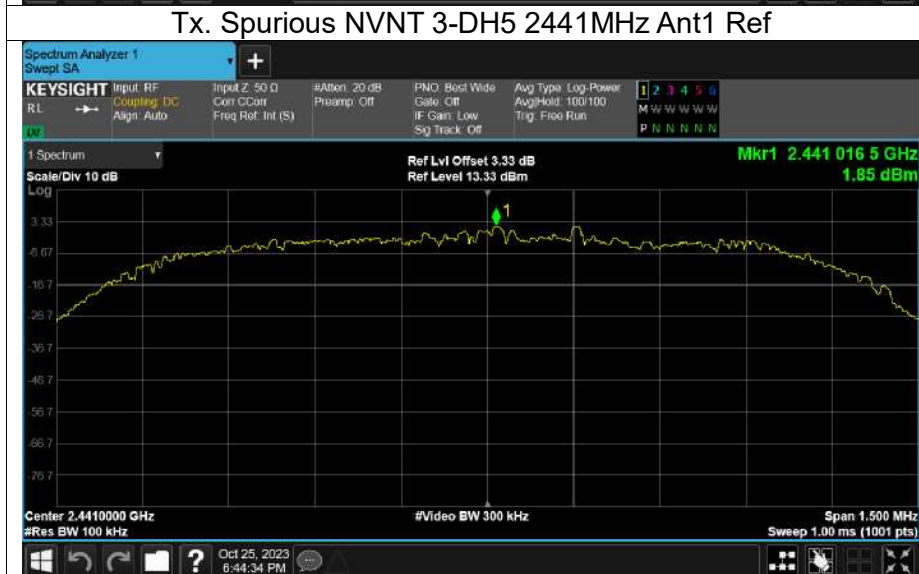 Tx. Spurious NVNT 3-DH5 2441MHz Ant1 Ref
Spectrum Analyzer 1
Swept SA
+
KEYSIGHT
RL
Input: RF
Coupling: DC
Align: Auto
Input Z: 50 Ω
Corr CCorr
Freq Ref: Int (S)
#Atten: 20 dB
Preamp: Off
PNO: Best Wide
Gate: Off
IF Gain: Low
Sig Track: Off
Avg Type: Log-Power
Avg|Hold: 100/100
Trig: Free Run
1 2 3 4 5 6
M W W W W W
P N N N N N
1 Spectrum
Scale/Div 10 dB
Log
Ref Lvl Offset 3.33 dB
Ref Level 13.33 dBm
Mkr1 2.441 016 5 GHz
1.85 dBm
1
3.33
-6.67
-16.7
-26.7
-36.7
-46.7
-56.7
-66.7
-76.7
Center 2.4410000 GHz
#Res BW 100 kHz
#Video BW 300 kHz
Span 1.500 MHz
Sweep 1.00 ms (1001 pts)
?
Oct 25, 2023
6:44:34 PM